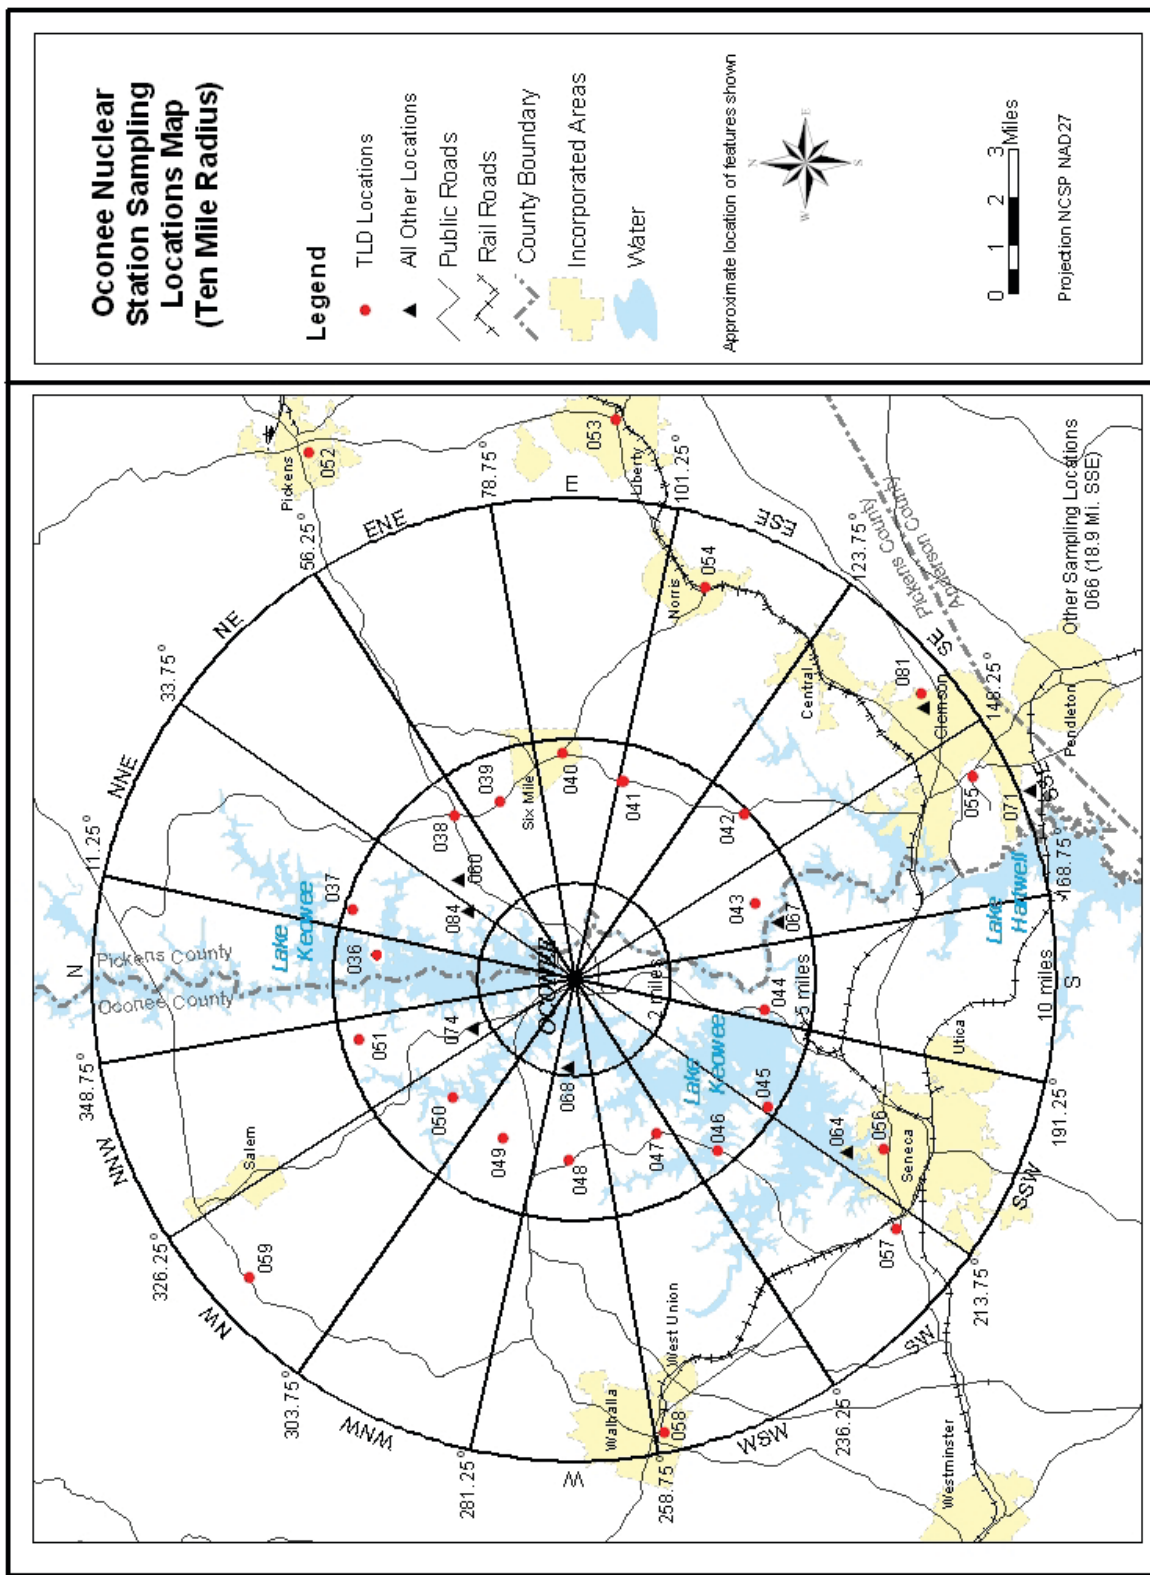 Oconee Nuclear
Station Sampling
Locations Map
(Ten Mile Radius)
Legend
TLD Locations
All Other Locations
Public Roads
Rail Roads
County Boundary
Incorporated Areas
Water
Approximate location of features shown
N
E
S
W
0 1 2 3
Miles
Projection NCSP NAD27
N
11.25°
NNE
33.75°
NE
56.25°
ENE
78.75°
E
101.25°
ESE
123.75°
SE
148.25°
SSE
168.75°
S
191.25°
SSW
213.75°
SW
236.25°
WSW
258.75°
W
281.25°
WNW
303.75°
NW
326.25°
NNW
348.75°
Oconee County
Pickens County
Lake
Keowee
Pickens
052
Salem
059
051
036
037
074
084
060
038
039
Six Mile
040
041
042
043
067
044
045
046
047
048
049
050
068
2 miles
5 miles
10 miles
Lake
Keowee
Liberty
053
Norris
054
Central
081
Clemson
055
071
Pendleton
Pickens County
Anderson County
Lake
Hartwell
Other Sampling Locations
066 (18.9 Mi. SSE)
Utica
064
056
Seneca
057
West Union
Walhalla
058
Westminster